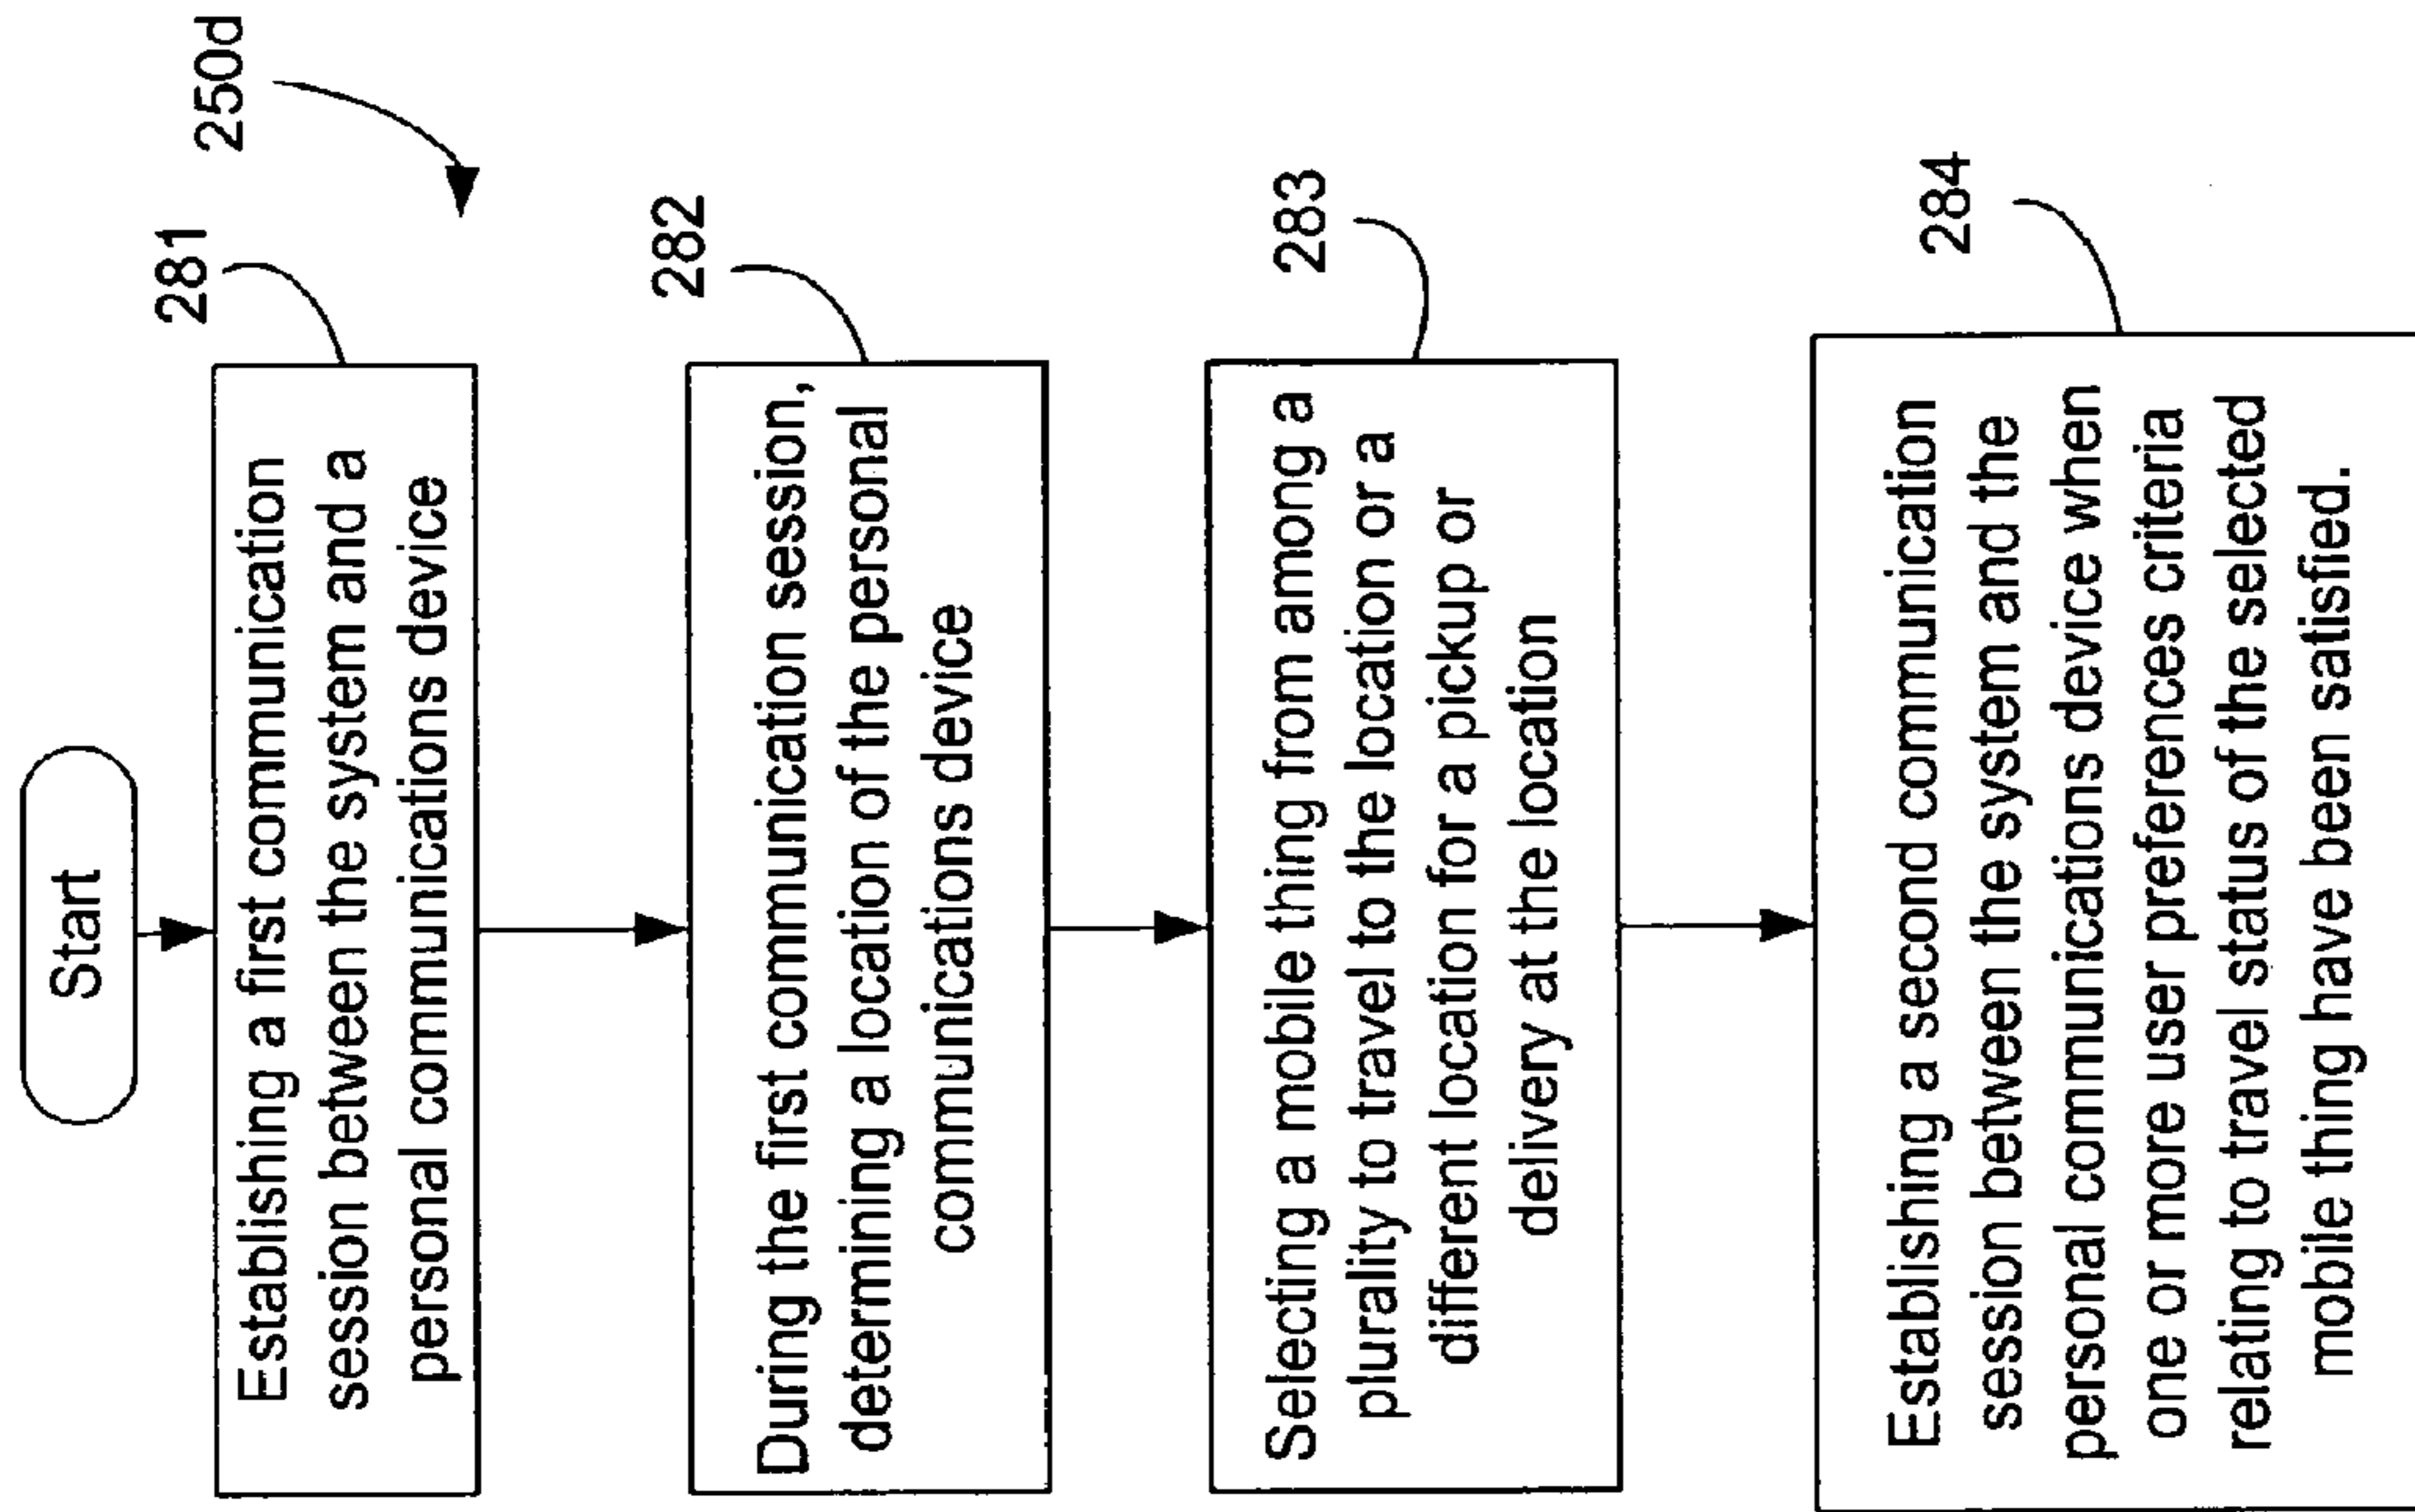 Start
250d
281
Establishing a first communication
session between the system and a
personal communications device
282
During the first communication session,
determining a location of the personal
communications device
283
Selecting a mobile thing from among a
plurality to travel to the location or a
different location for a pickup or
delivery at the location
284
Establishing a second communication
session between the system and the
personal communications device when
one or more user preferences criteria
relating to travel status of the selected
mobile thing have been satisfied.